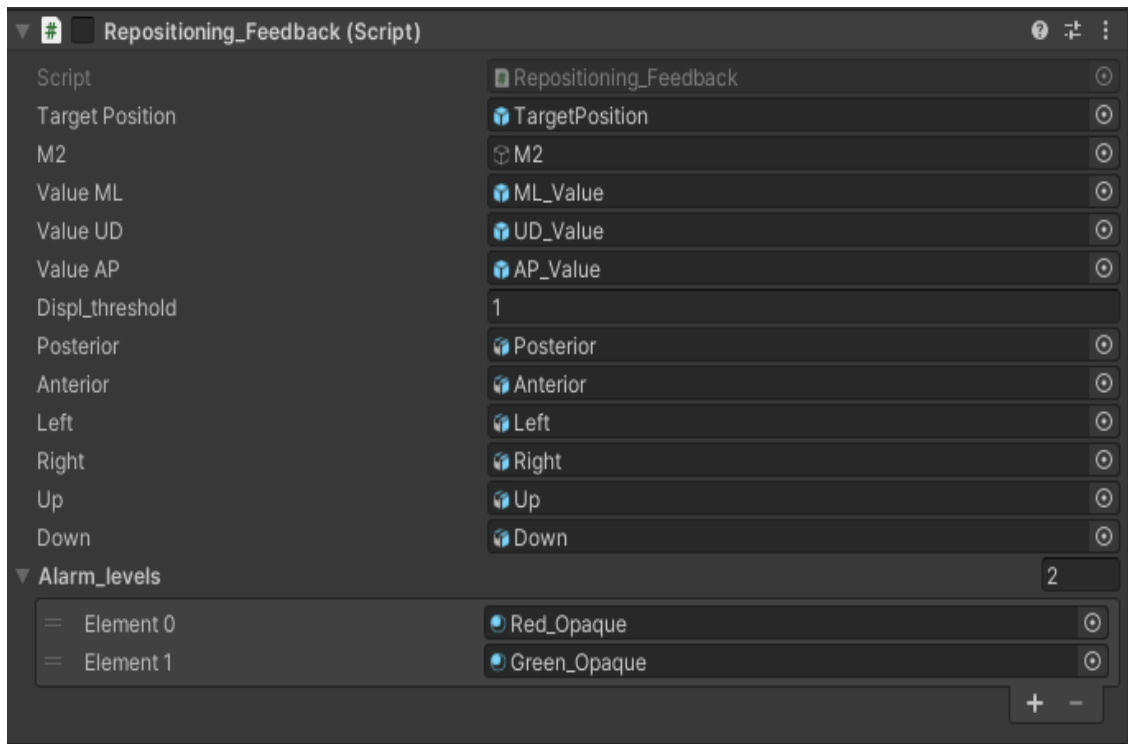 # Repositioning_Feedback (Script)
Script Repositioning_Feedback
Target Position TargetPosition
M2 M2
Value ML ML_Value
Value UD UD_Value
Value AP AP_Value
Displ_threshold 1
Posterior Posterior
Anterior Anterior
Left Left
Right Right
Up Up
Down Down
Alarm_levels 2
Element 0 Red_Opaque
Element 1 Green_Opaque
+ −